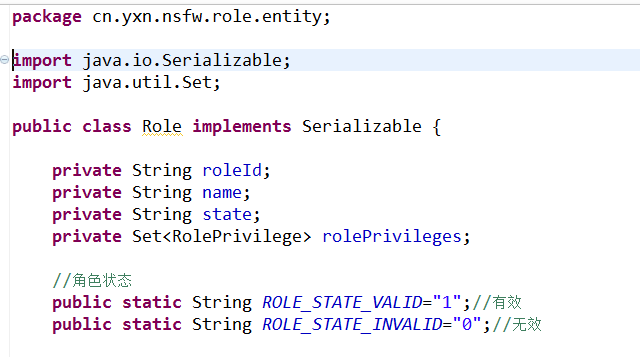 package cn.yxn.nsfw.role.entity;
import java.io.Serializable;
import java.util.Set;
public class Role implements Serializable {
private String roleId;
private String name;
private String state;
private Set<RolePrivilege> rolePrivileges;
//角色状态
public static String ROLE_STATE_VALID="1";//有效
public static String ROLE_STATE_INVALID="0";//无效